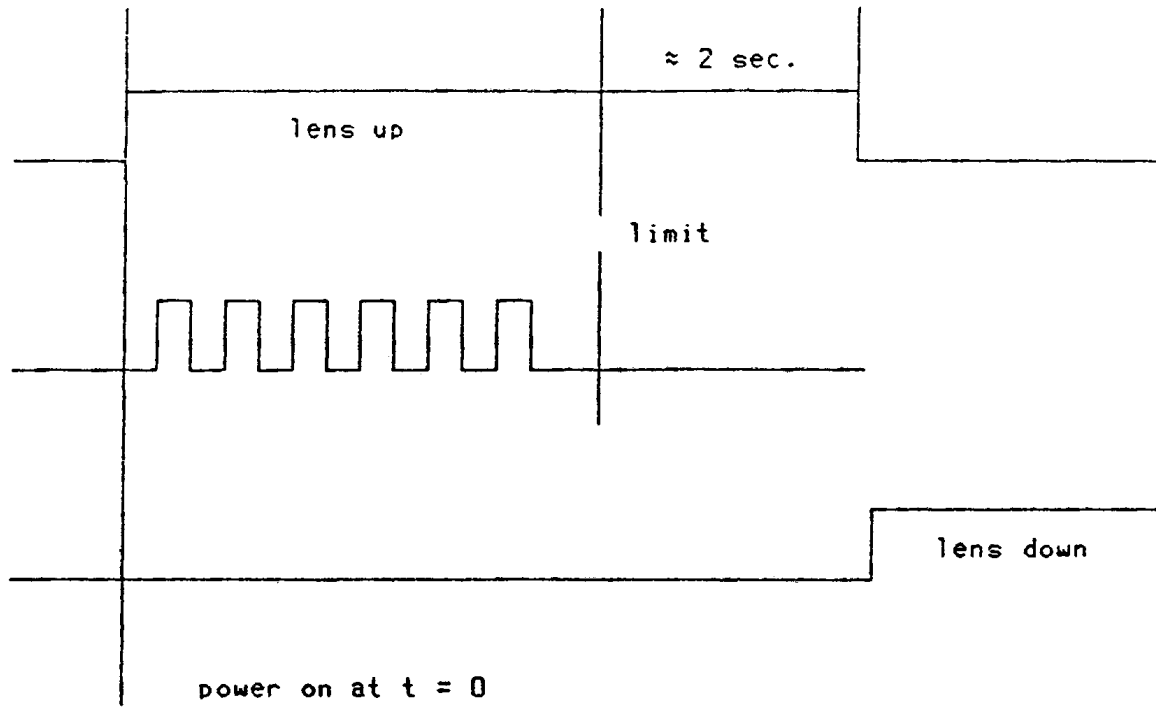 ≈ 2 sec.
lens up
limit
lens down
power on at t = 0